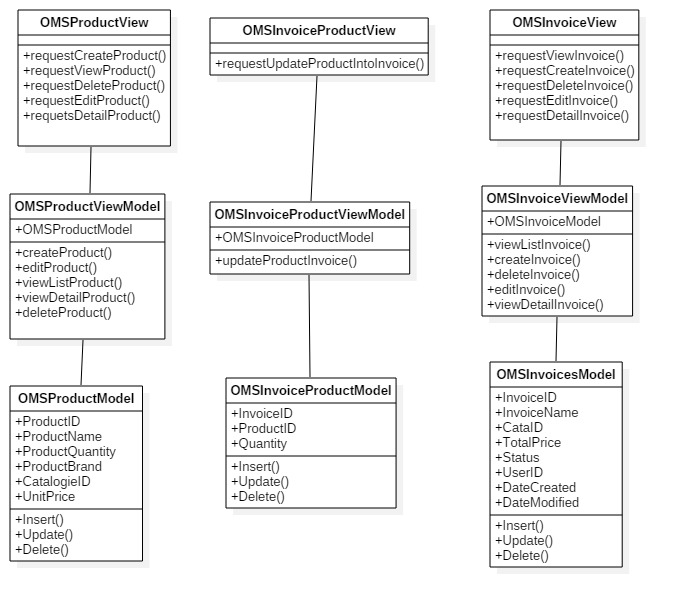 OMSProductView
+requestCreateProduct()
+requestViewProduct()
+requestDeleteProduct()
+requestEditProduct()
+requetsDetailProduct()
OMSInvoiceProductView
+requestUpdateProductIntoInvoice()
OMSInvoiceView
+requestViewInvoice()
+requestCreateInvoice()
+requestDeleteInvoice()
+requestEditInvoice()
+requestDetailInvoice()
OMSProductViewModel
+OMSProductModel
+createProduct()
+editProduct()
+viewListProduct()
+viewDetailProduct()
+deleteProduct()
OMSInvoiceProductViewModel
+OMSInvoiceProductModel
+updateProductInvoice()
OMSInvoiceViewModel
+OMSInvoiceModel
+viewListInvoice()
+createInvoice()
+deleteInvoice()
+editInvoice()
+viewDetailInvoice()
OMSProductModel
+ProductID
+ProductName
+ProductQuantity
+ProductBrand
+CatalogieID
+UnitPrice
+Insert()
+Update()
+Delete()
OMSInvoiceProductModel
+InvoiceID
+ProductID
+Quantity
+Insert()
+Update()
+Delete()
OMSInvoicesModel
+InvoiceID
+InvoiceName
+CataID
+TotalPrice
+Status
+UserID
+DateCreated
+DateModified
+Insert()
+Update()
+Delete()